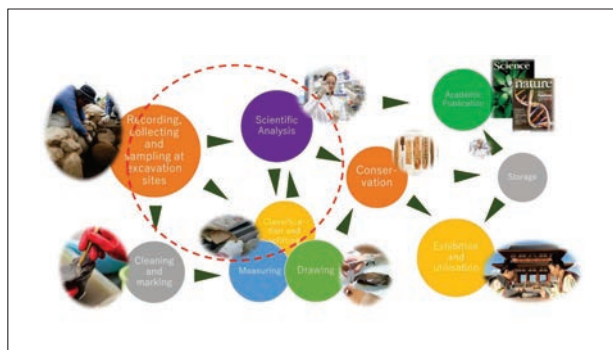 Recording,
collecting
and
sampling at
excavation
sites
Scientific
Analysis
Academic
Publication
Science
nature
Conser-
vation
Storage
Cleaning
and
marking
Measuring
Drawing
Exhibition
and
utilisation